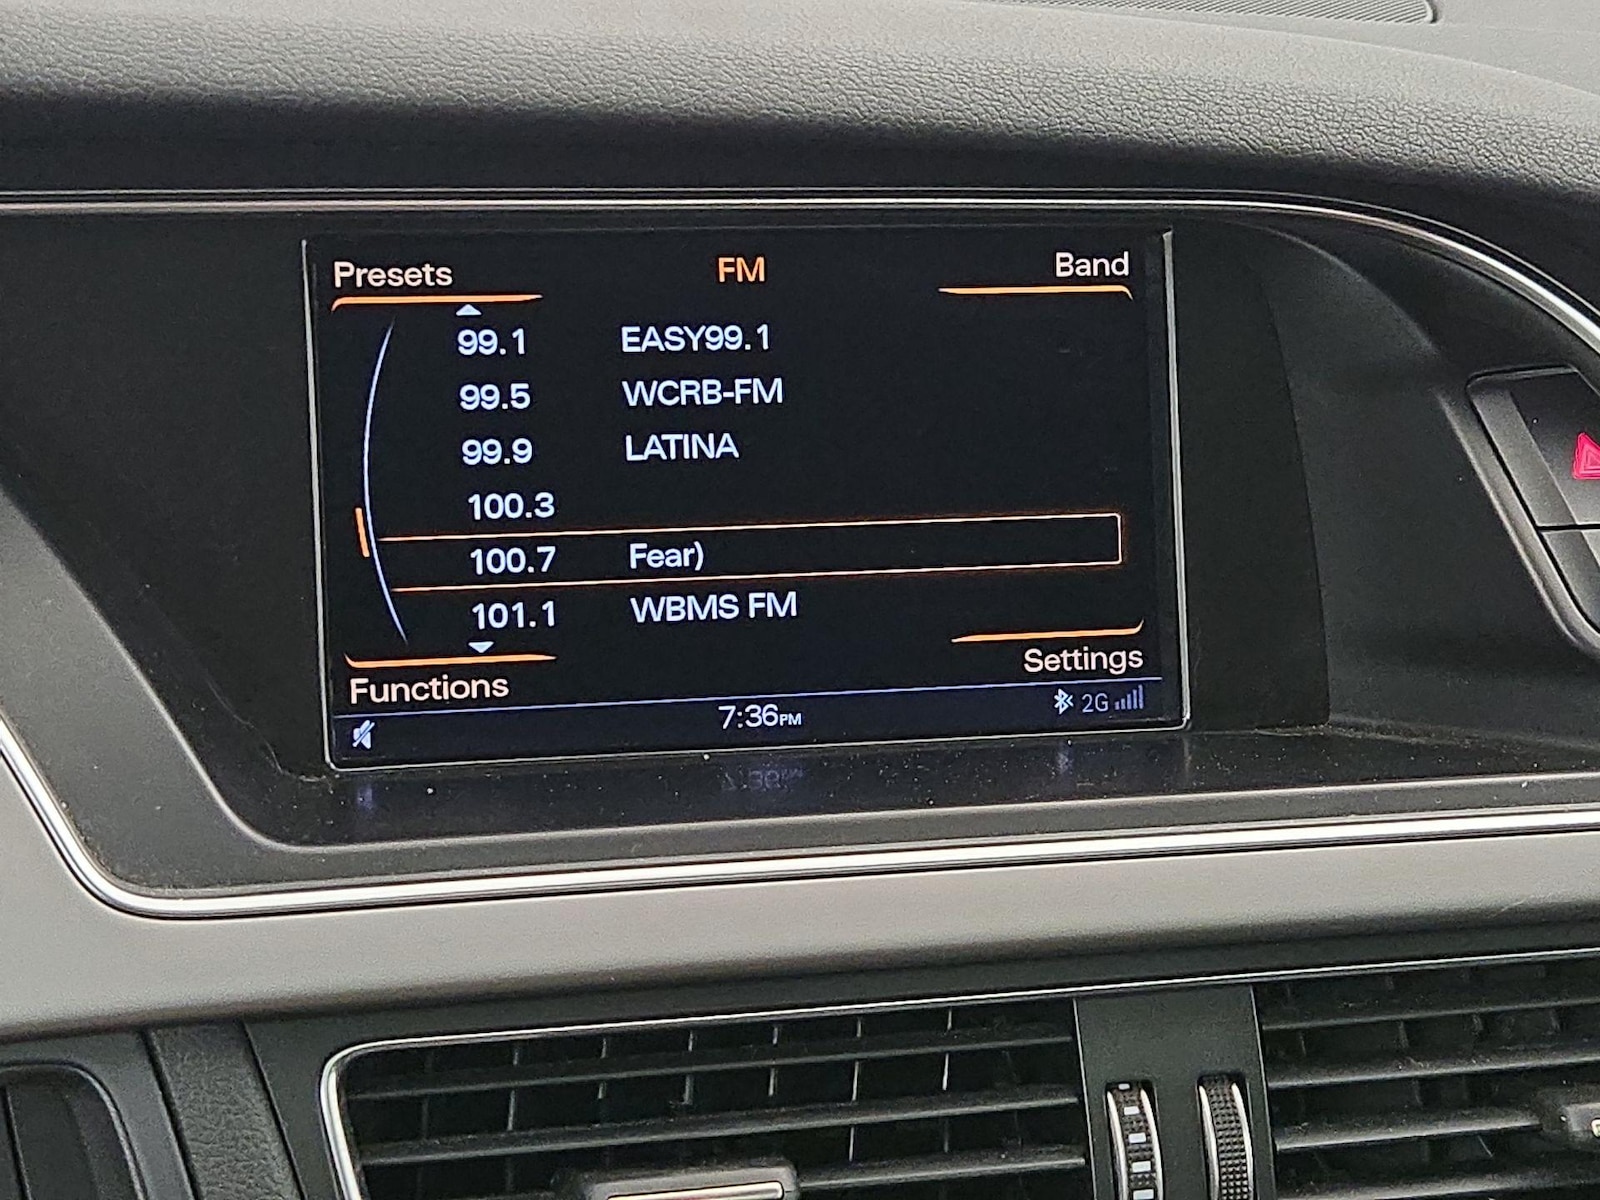 Presets FM Band
99.1 EASY99.1
99.5 WCRB-FM
99.9 LATINA
100.3
100.7 Fear)
101.1 WBMS FM
Functions Settings
7:36PM 2G